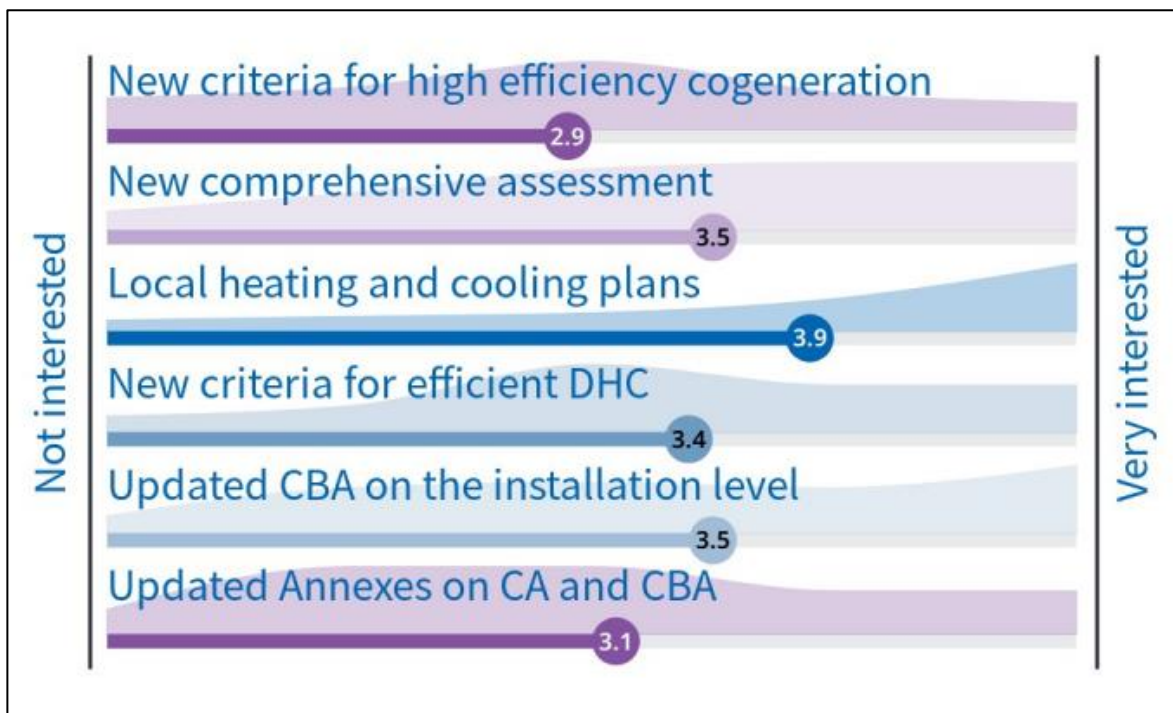 New criteria for high efficiency cogeneration
2.9
New comprehensive assessment
3.5
Local heating and cooling plans
3.9
New criteria for efficient DHC
3.4
Updated CBA on the installation level
3.5
Updated Annexes on CA and CBA
3.1
Not interested
Very interested